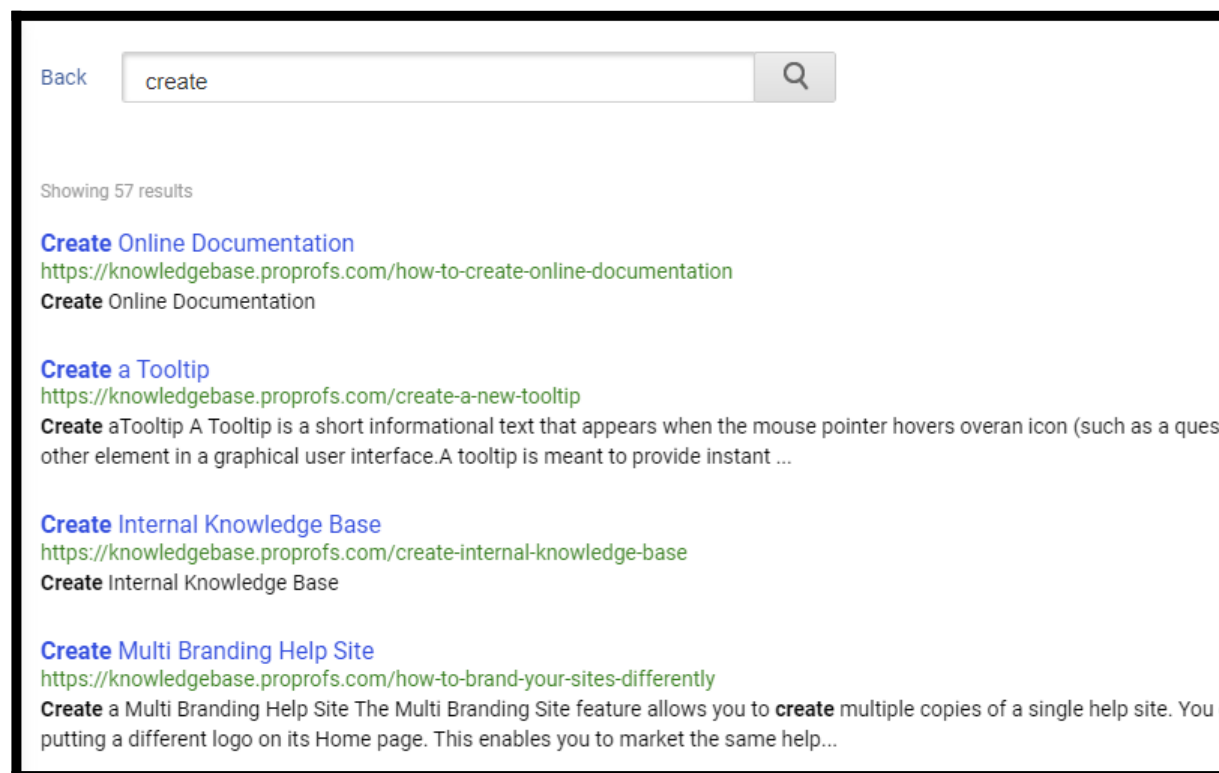 Back
create
Showing 57 results
Create Online Documentation
https://knowledgebase.proprofs.com/how-to-create-online-documentation
Create Online Documentation
Create a Tooltip
https://knowledgebase.proprofs.com/create-a-new-tooltip
Create aTooltip A Tooltip is a short informational text that appears when the mouse pointer hovers overan icon (such as a ques
other element in a graphical user interface.A tooltip is meant to provide instant ...
Create Internal Knowledge Base
https://knowledgebase.proprofs.com/create-internal-knowledge-base
Create Internal Knowledge Base
Create Multi Branding Help Site
https://knowledgebase.proprofs.com/how-to-brand-your-sites-differently
Create a Multi Branding Help Site The Multi Branding Site feature allows you to create multiple copies of a single help site. You
putting a different logo on its Home page. This enables you to market the same help...